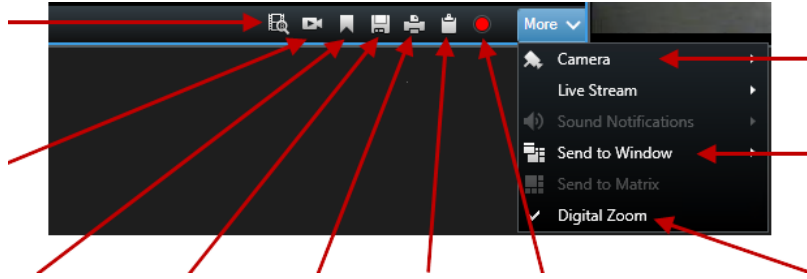 More
Camera
Live Stream
Sound Notifications
Send to Window
Send to Matrix
Digital Zoom